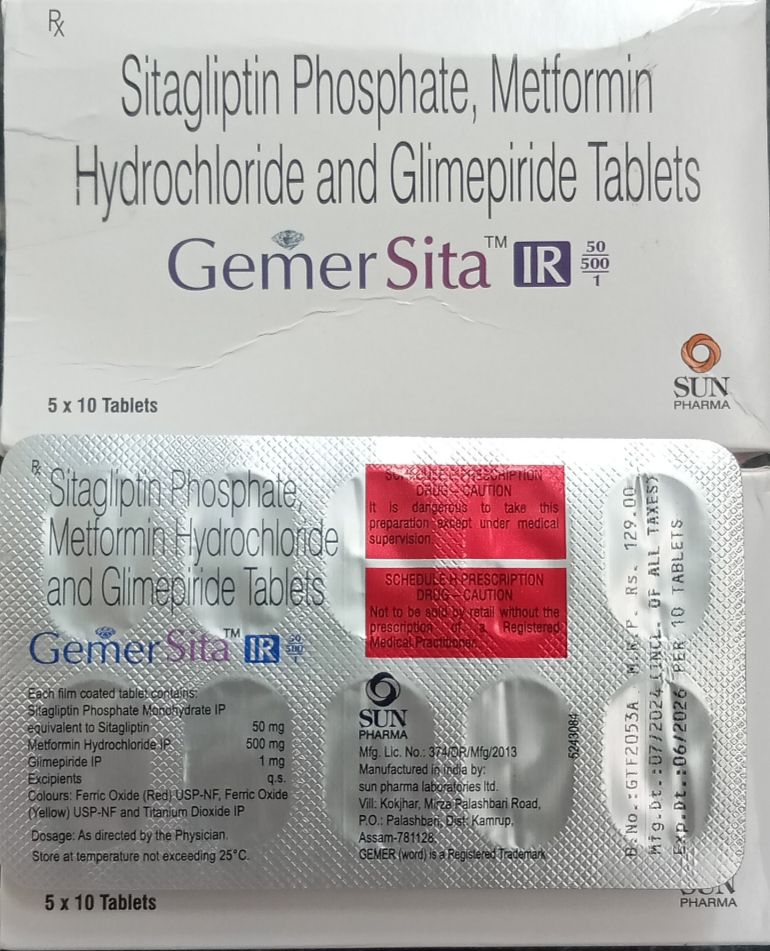 Rx
Sitagliptin Phosphate, Metformin
Hydrochloride and Glimepiride Tablets
Gemer Sita™ IR 50/500/1
5 x 10 Tablets
SUN
PHARMA
Rx
Sitagliptin Phosphate,
Metformin Hydrochloride
and Glimepiride Tablets
Gemer Sita™ IR 50/500/1
Each film coated tablet contains:
Sitagliptin Phosphate Monohydrate IP
equivalent to Sitagliptin 50 mg
Metformin Hydrochloride IP 500 mg
Glimepiride IP 1 mg
Excipients q.s.
Colours: Ferric Oxide (Red) USP-NF, Ferric Oxide
(Yellow) USP-NF and Titanium Dioxide IP
Dosage: As directed by the Physician.
Store at temperature not exceeding 25°C.
SCHEDULE PRESCRIPTION
DRUG – CAUTION
It is dangerous to take this
preparation except under medical
supervision.
SCHEDULE H PRESCRIPTION
DRUG – CAUTION
Not to be sold by retail without the
prescription of a Registered
Medical Practitioner.
SUN
PHARMA
Mfg. Lic. No.: 374/DR/Mfg/2013
Manufactured in India by:
sun pharma laboratories ltd.
Vill: Kokjhar, Mirza Palashbari Road,
P.O.: Palashbari, Dist: Kamrup,
Assam-781128.
GEMER (word) is a Registered Trademark
5243084
B.No.:GTF2053A M.R.P. Rs. 129.00
Mfg.Dt.:07/2024 (INCL. OF ALL TAXES)
Exp.Dt.:06/2026 PER 10 TABLETS
5 x 10 Tablets
SUN
PHARMA